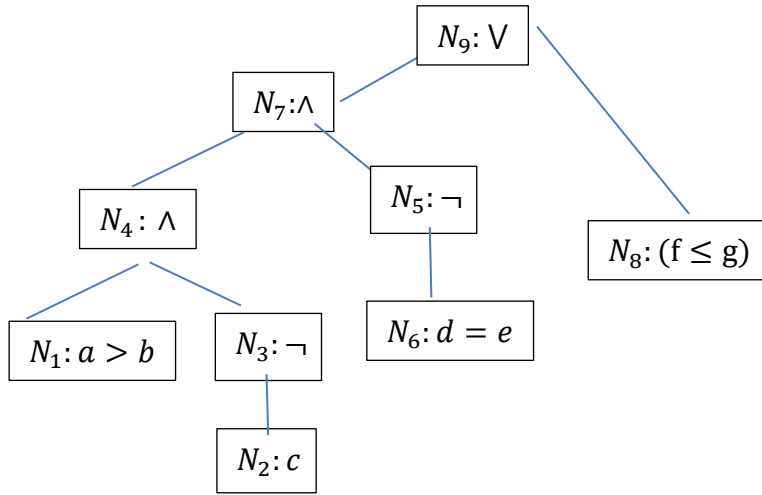 N₉: ⋁
N₇:∧
N₅: ¬
N₄: ∧
N₈: (f ≤ g)
N₁: a > b
N₃: ¬
N₆: d = e
N₂: c